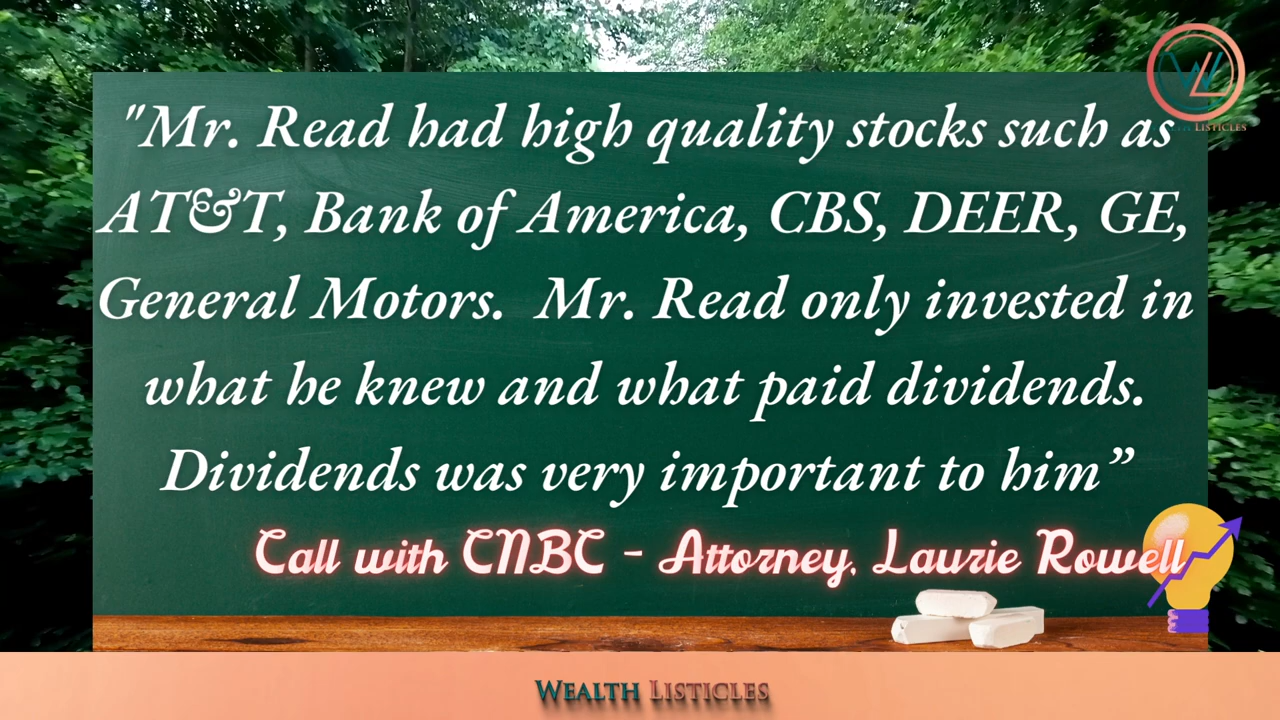 "Mr. Read had high quality stocks such as
AT&T, Bank of America, CBS, DEER, GE,
General Motors. Mr. Read only invested in
what he knew and what paid dividends.
Dividends was very important to him”
Call with CNBC - Attorney, Laurie Rowell
WL
LISTICLES
WEALTH LISTICLES